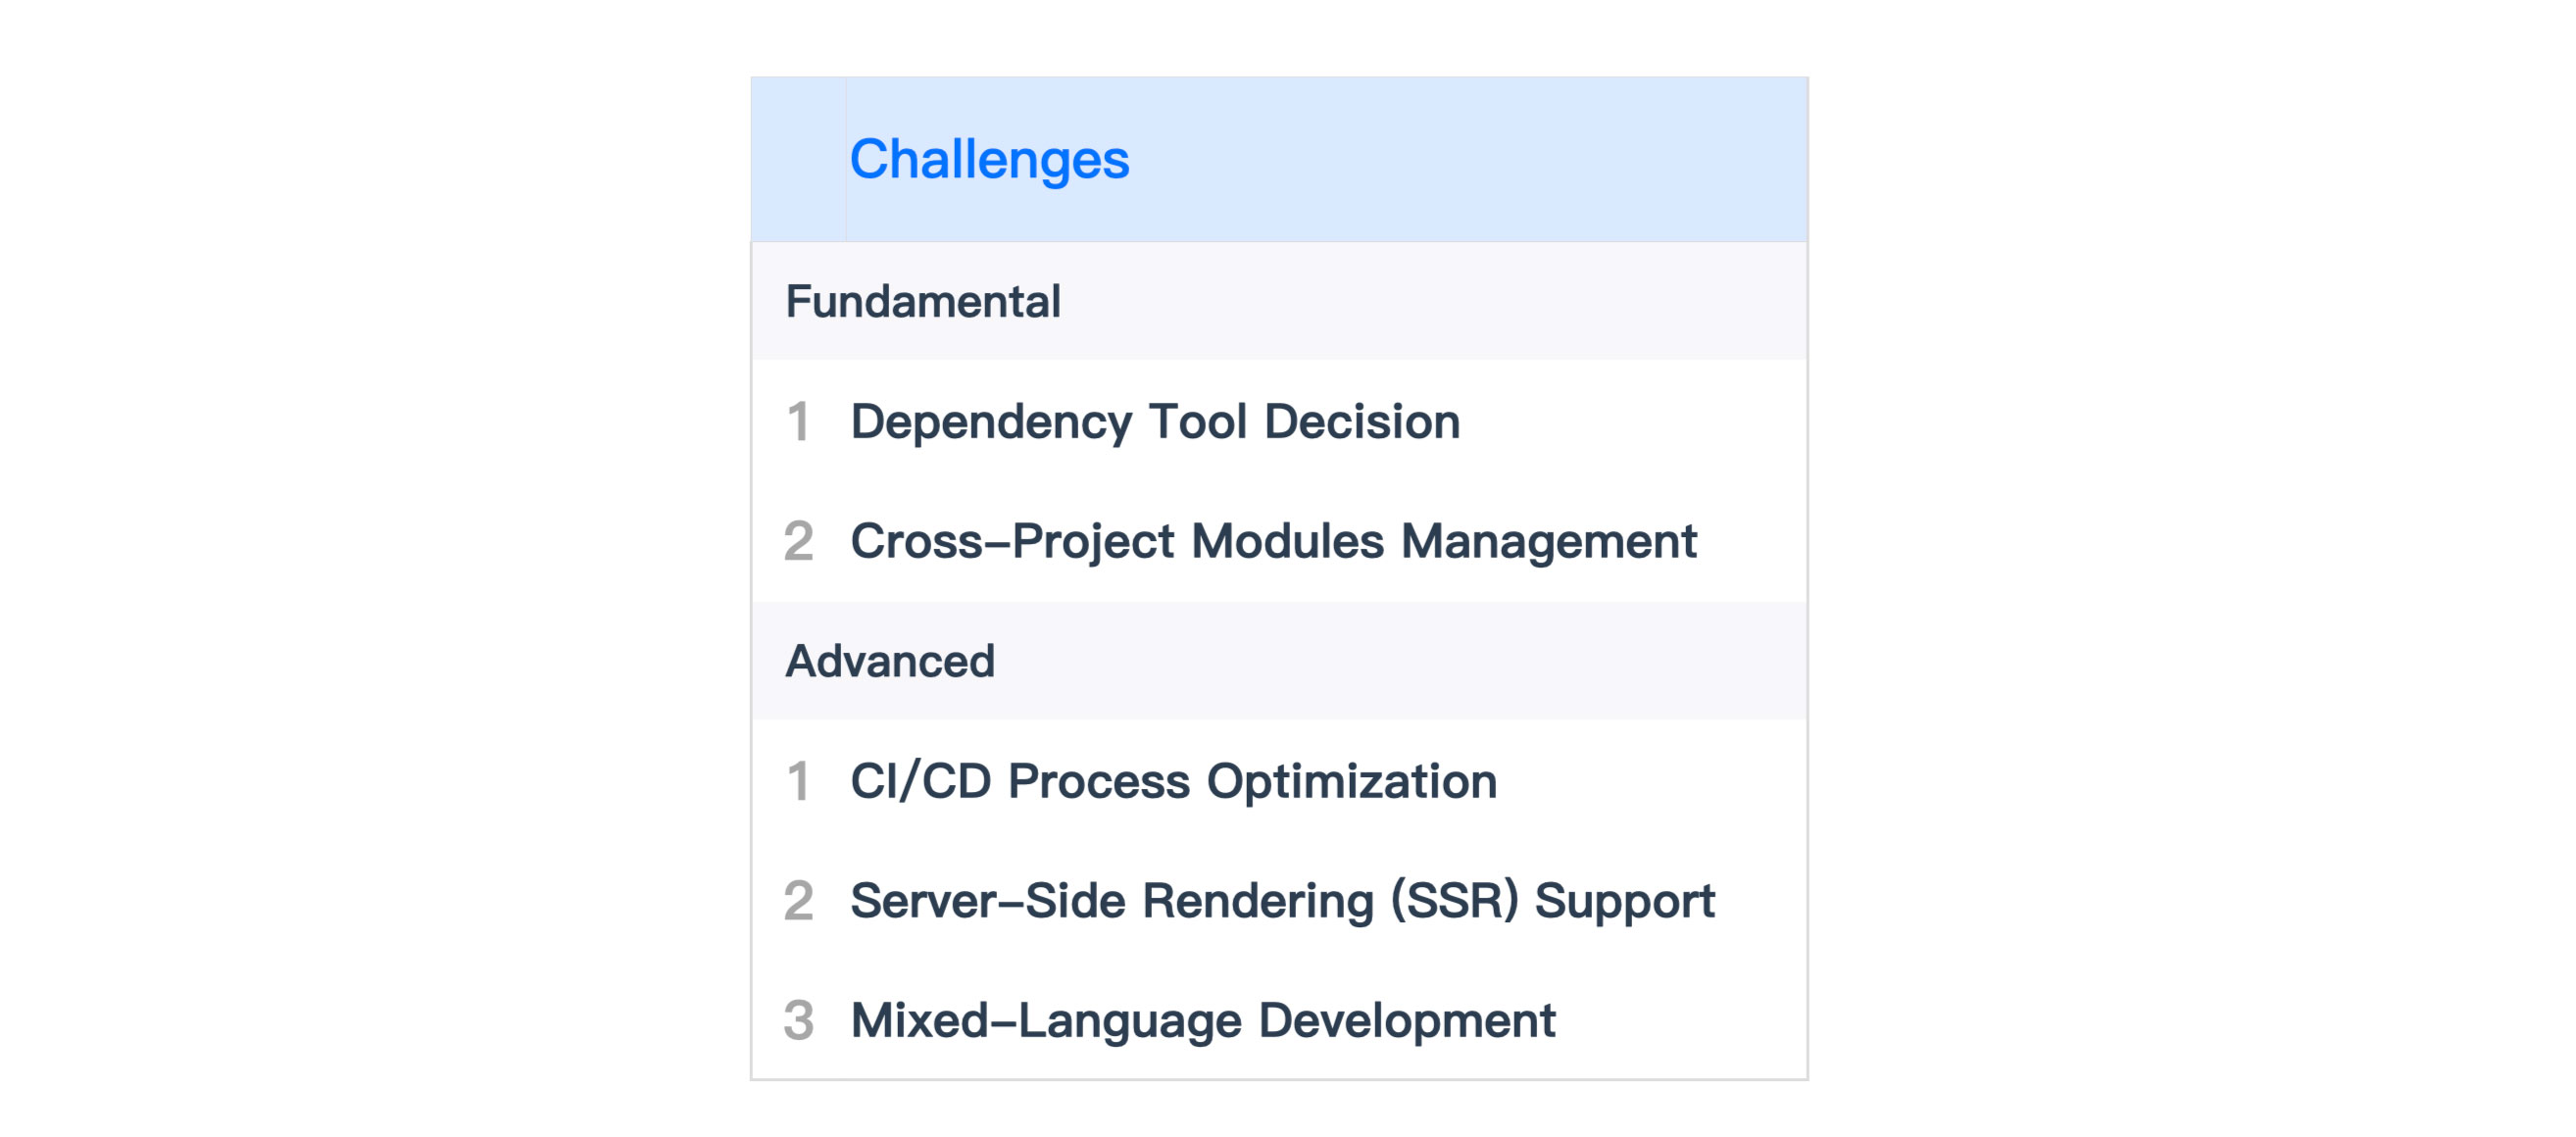 Challenges
Fundamental
1 Dependency Tool Decision
2 Cross–Project Modules Management
Advanced
1 CI/CD Process Optimization
2 Server–Side Rendering (SSR) Support
3 Mixed–Language Development